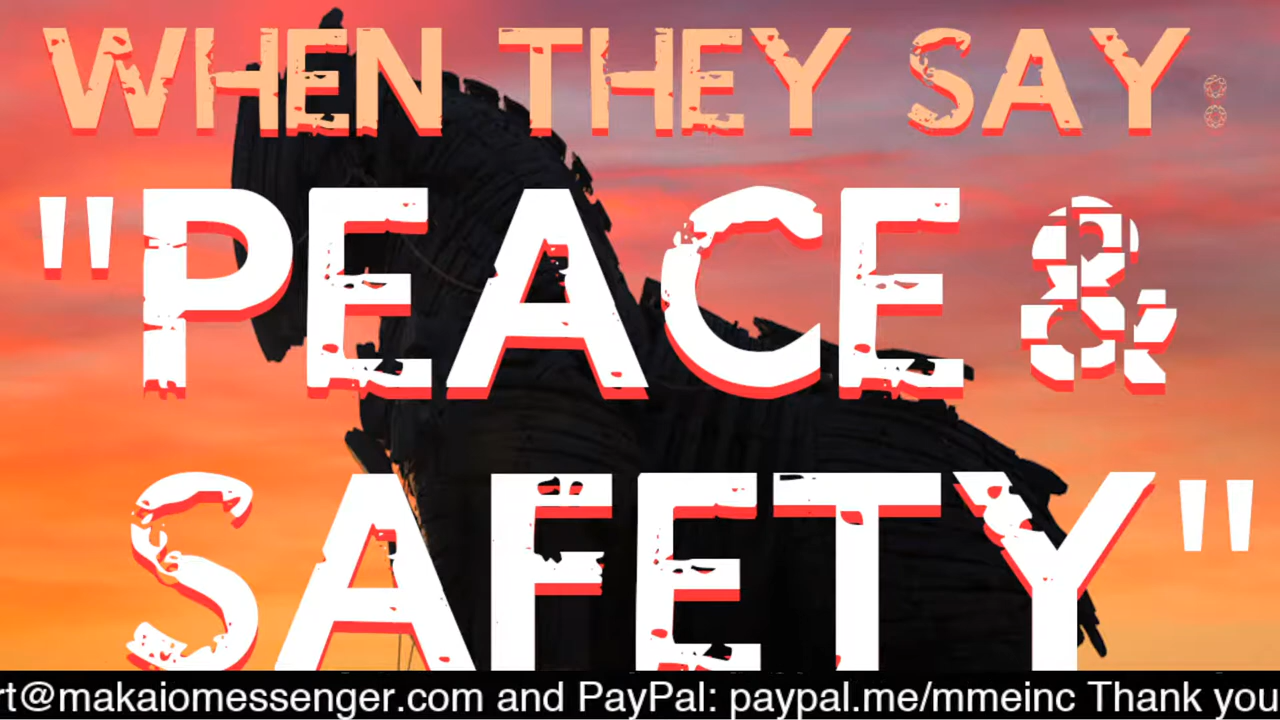 WHEN THEY SAY:
"PEACE &
SAFETY"
rt@makaiomessenger.com and PayPal: paypal.me/mmeinc Thank you